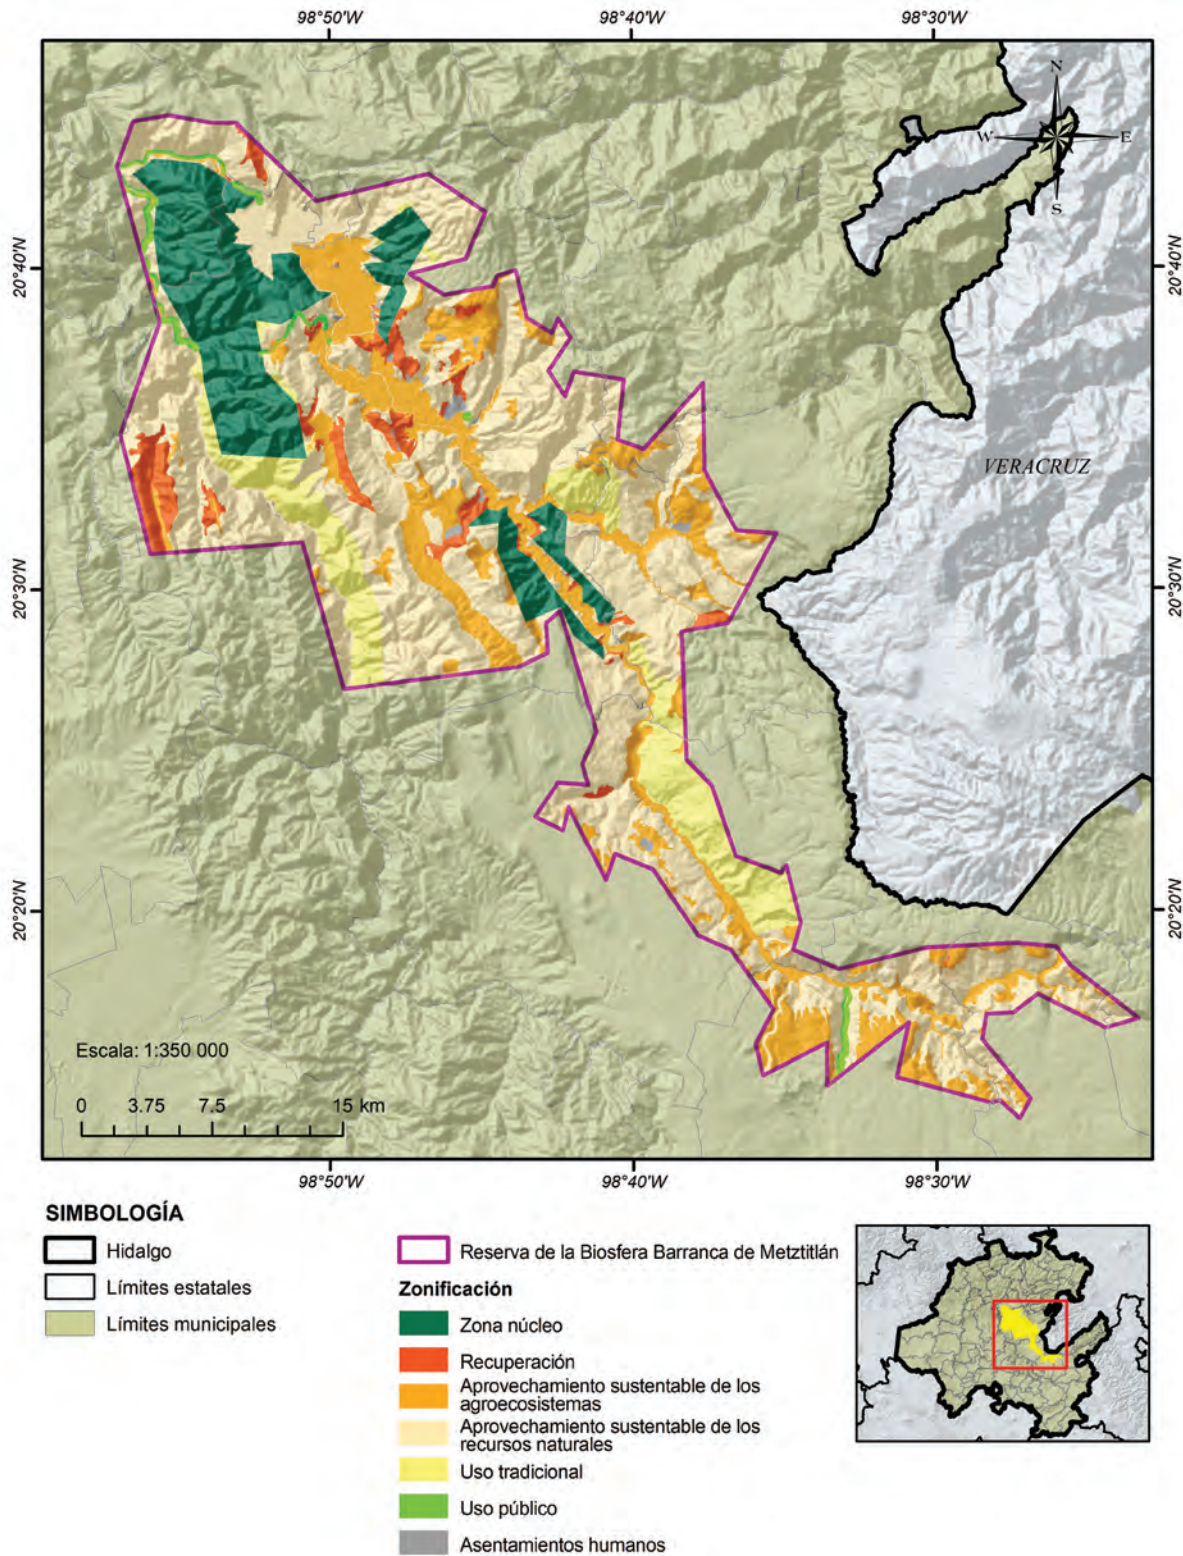 98°50'W
98°40'W
98°30'W
N
W
E
S
20°40'N
20°40'N
VERACRUZ
20°30'N
20°30'N
20°20'N
20°20'N
Escala: 1:350 000
0 3.75 7.5 15 km
98°50'W
98°40'W
98°30'W
SIMBOLOGÍA
Hidalgo
Límites estatales
Límites municipales
Reserva de la Biosfera Barranca de Metztitlán
Zonificación
Zona núcleo
Recuperación
Aprovechamiento sustentable de los
agroecosistemas
Aprovechamiento sustentable de los
recursos naturales
Uso tradicional
Uso público
Asentamientos humanos